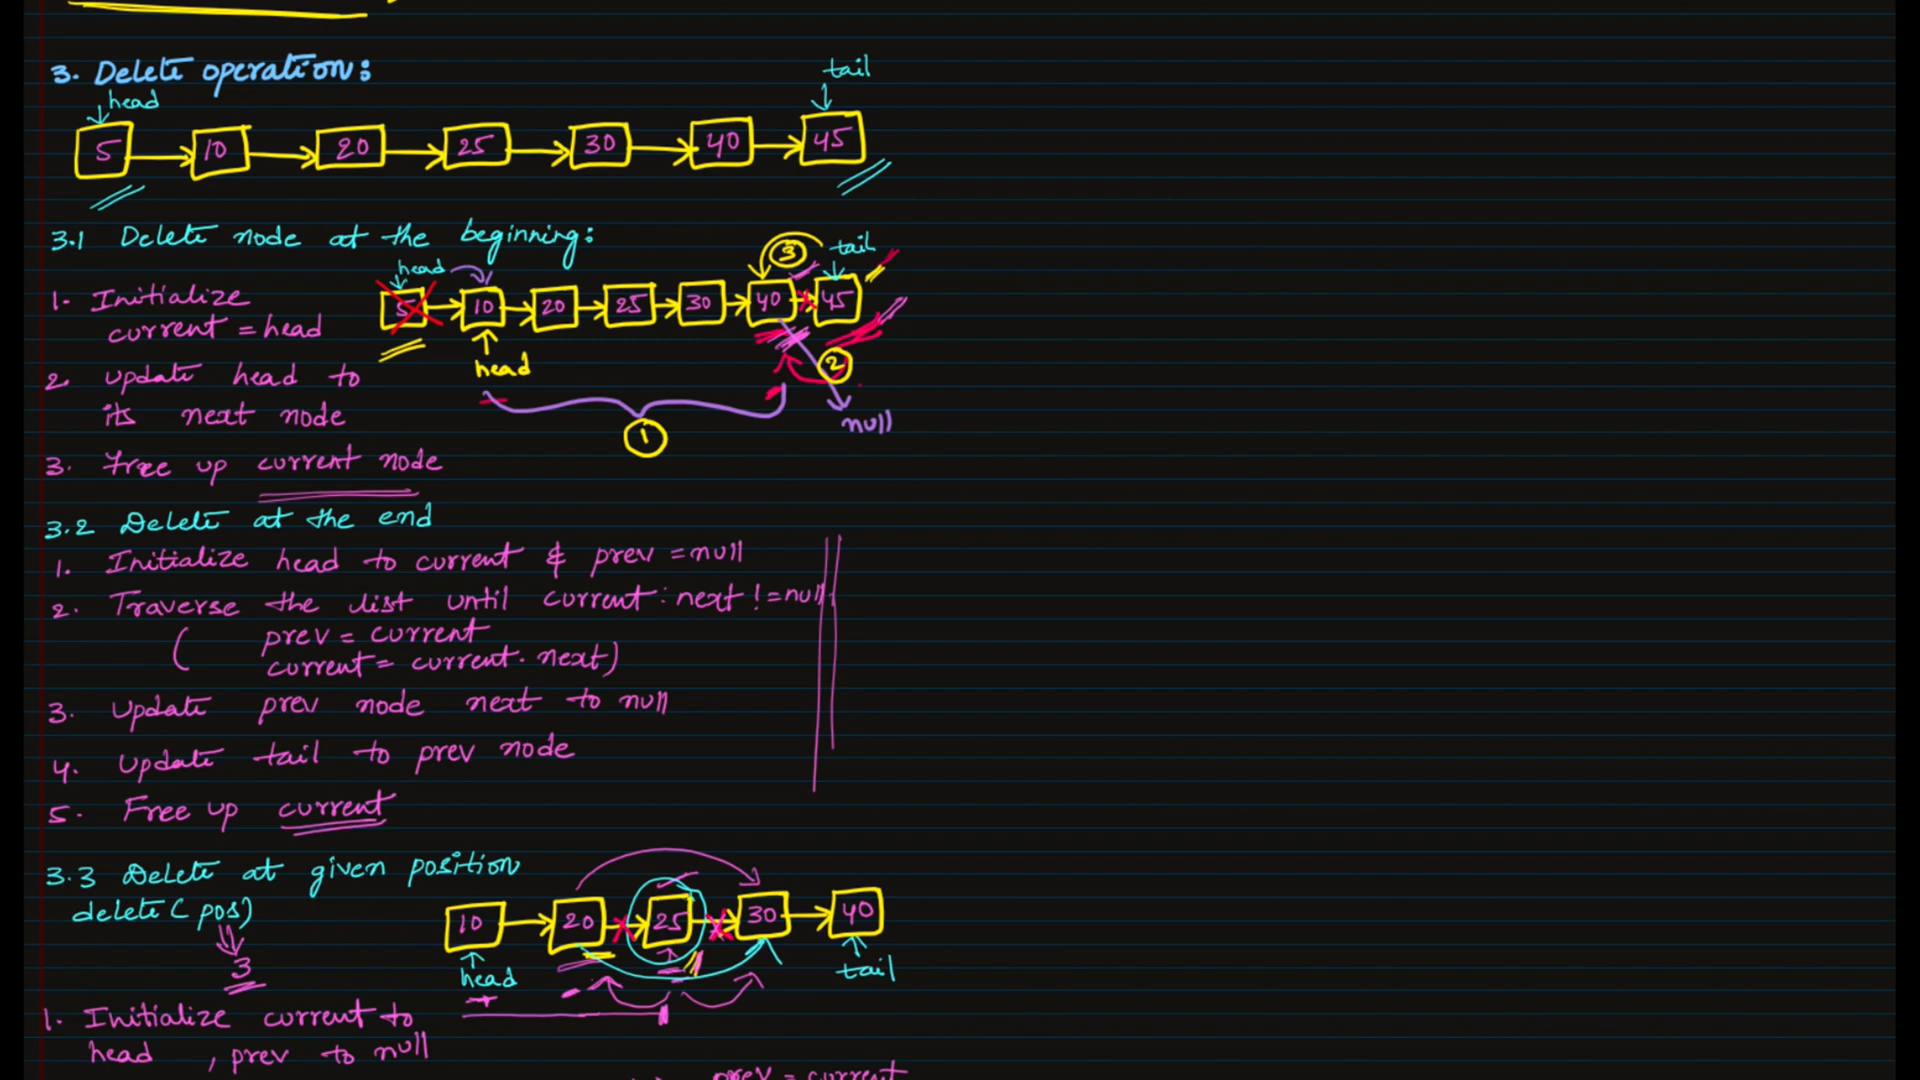 3. Delete operation:
head
tail
5 10 20 25 30 40 45
3.1 Delete node at the beginning:
head
3
tail
5 10 20 25 30 40 45
head
2
null
1
1. Initialize
current = head
2. update head to
its next node
3. Free up current node
3.2 Delete at the end
1. Initialize head to current & prev = null
2. Traverse the list until current.next != null
( prev = current
current = current.next)
3. Update prev node next to null
4. Update tail to prev node
5. Free up current
3.3 Delete at given position
delete ( pos)
3
10 20 25 30 40
head
tail
1. Initialize current to
head , prev to null
prev = current